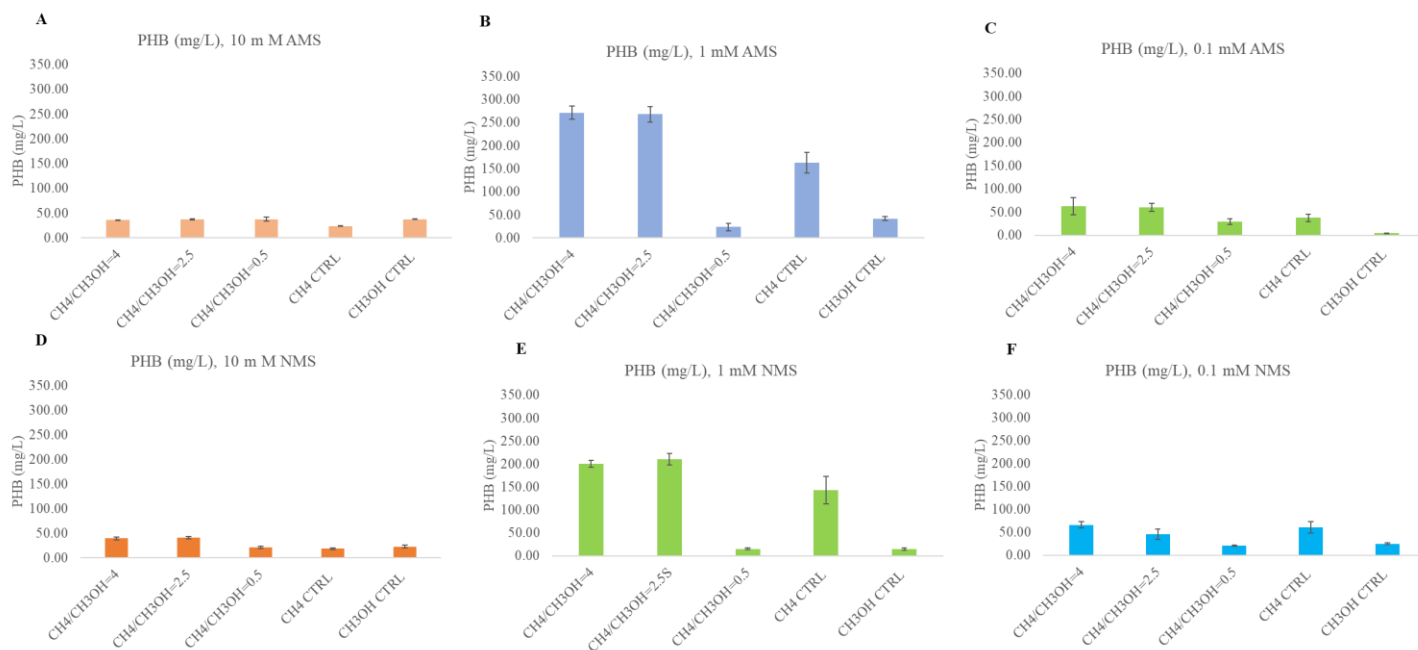 A
PHB (mg/L), 10 m M AMS
PHB (mg/L)
350.00
300.00
250.00
200.00
150.00
100.00
50.00
0.00
CH4/CH3OH=4
CH4/CH3OH=2.5
CH4/CH3OH=0.5
CH4 CTRL
CH3OH CTRL
B
PHB (mg/L), 1 mM AMS
PHB (mg/L)
350.00
300.00
250.00
200.00
150.00
100.00
50.00
0.00
CH4/CH3OH=4
CH4/CH3OH=2.5
CH4/CH3OH=0.5
CH4 CTRL
CH3OH CTRL
C
PHB (mg/L), 0.1 mM AMS
PHB (mg/L)
350.00
300.00
250.00
200.00
150.00
100.00
50.00
0.00
CH4/CH3OH=4
CH4/CH3OH=2.5
CH4/CH3OH=0.5
CH4 CTRL
CH3OH CTRL
D
PHB (mg/L), 10 m M NMS
PHB (mg/L)
350.00
300.00
250.00
200.00
150.00
100.00
50.00
0.00
CH4/CH3OH=4
CH4/CH3OH=2.5
CH4/CH3OH=0.5
CH4 CTRL
CH3OH CTRL
E
PHB (mg/L), 1 mM NMS
PHB (mg/L)
350.00
300.00
250.00
200.00
150.00
100.00
50.00
0.00
CH4/CH3OH=4
CH4/CH3OH=2.5S
CH4/CH3OH=0.5
CH4 CTRL
CH3OH CTRL
F
PHB (mg/L), 0.1 mM NMS
PHB (mg/L)
350.00
300.00
250.00
200.00
150.00
100.00
50.00
0.00
CH4/CH3OH=4
CH4/CH3OH=2.5
CH4/CH3OH=0.5
CH4 CTRL
CH3OH CTRL